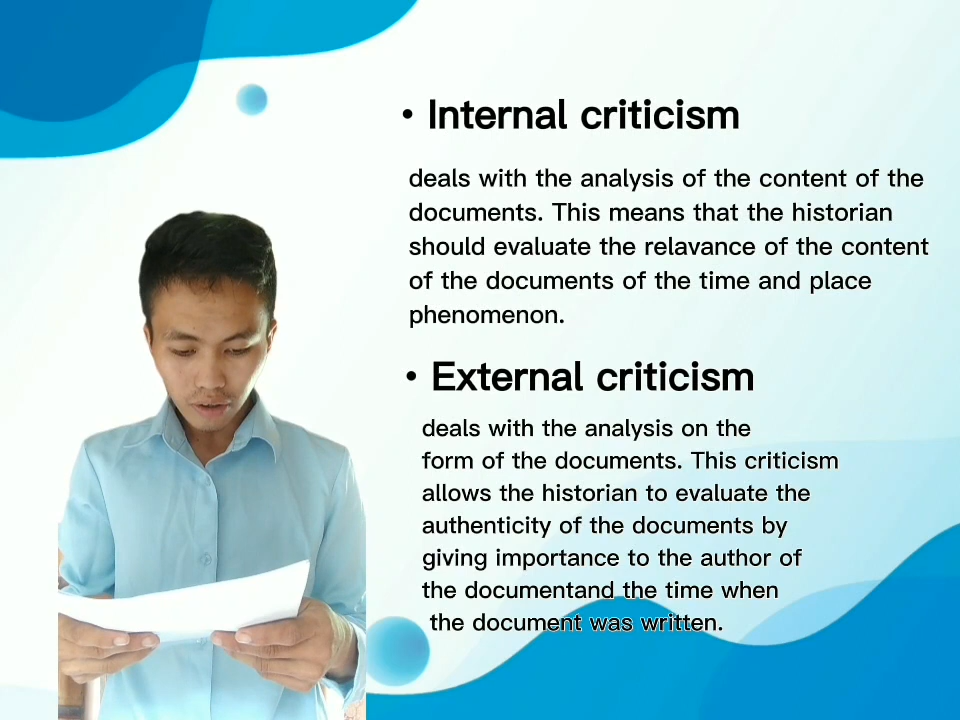 • Internal criticism
deals with the analysis of the content of the
documents. This means that the historian
should evaluate the relavance of the content
of the documents of the time and place
phenomenon.
• External criticism
deals with the analysis on the
form of the documents. This criticism
allows the historian to evaluate the
authenticity of the documents by
giving importance to the author of
the documentand the time when
the document was written.